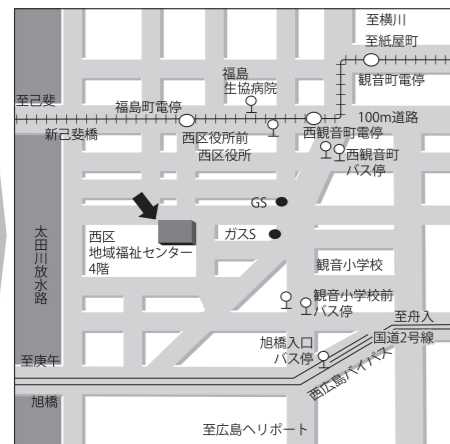 至横川
至紙屋町
観音町電停
福島
生協病院
至己斐
福島町電停
100m道路
新己斐橋
西区役所前
西区役所
西観音町電停
西観音町
バス停
GS
ガスS
西区
地域福祉センター
4階
太田川放水路
観音小学校
観音小学校前
バス停
至舟入
国道2号線
旭橋入口
バス停
西広島バイパス
至庚午
旭橋
至広島ヘリポート